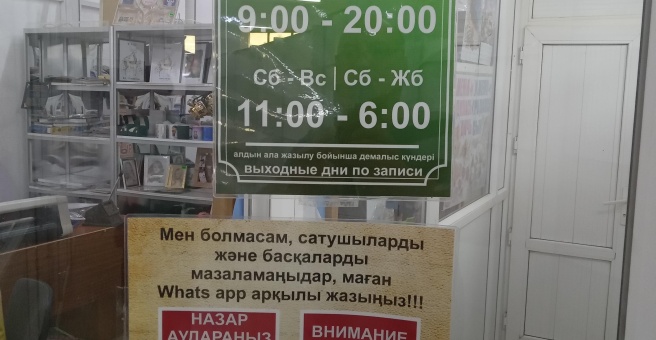 9:00 - 20:00
Сб - Вс | Сб - Жб
11:00 - 6:00
алдын ала жазылу бойынша демалыс күндері
выходные дни по записи
Мен болмасам, сатушыларды
және басқаларды
мазаламаңыдар, маған
Whats app арқылы жазыңыз!!!
НАЗАР
АУДАРАҢЫЗ
ВНИМАНИЕ